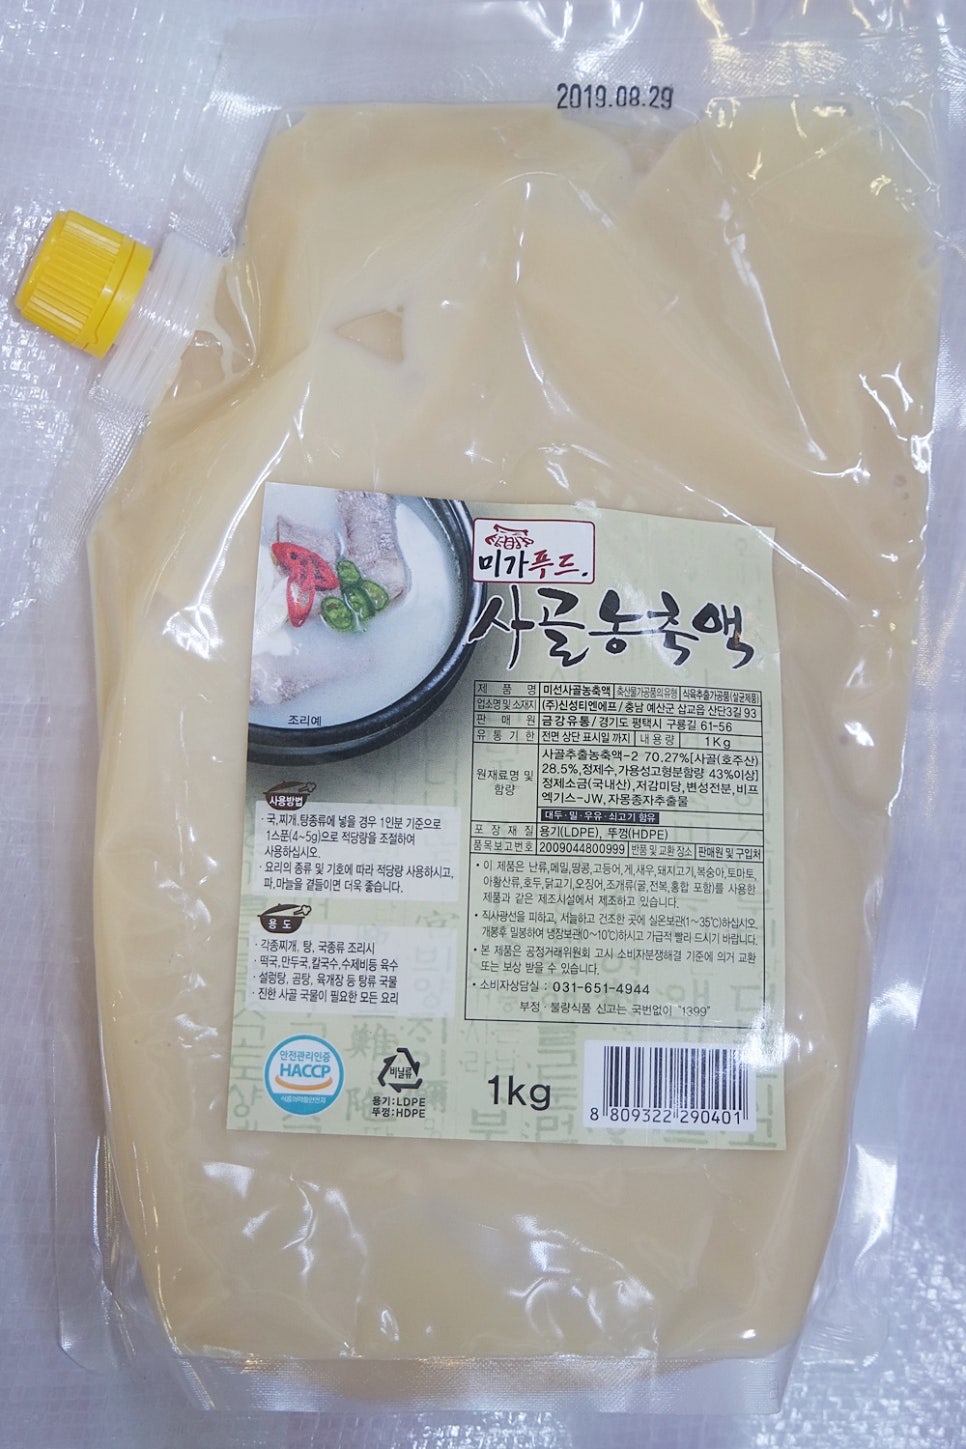 2019.08.29
미가푸드.
사골농축액
조리예
제 품 명 미선사골농축액 축산물가공품의유형 식육추출가공품(살균제품)
업소명및소재지 (주)신성티엔에프/충남 예산군 삽교읍 산단3길 93
판 매 원 금강유통/경기도 평택시 구릉길 61-56
유 통 기 한 전면 상단 표시일 까지 내 용 량 1Kg
원재료명 및 함량
사골추출농축액-2 70.27%[사골(호주산)
28.5%,정제수,가용성고형분함량 43%이상]
정제소금(국내산),저감미당,변성전분,비프
엑기스-JW,자몽종자추출물
대두·밀·우유·쇠고기 함유
포 장 재 질 용기(LDPE), 뚜껑(HDPE)
품목보고번호 2009044800999 반품 및 교환 장소 판매원 및 구입처
• 이 제품은 난류,메밀,땅콩,고등어,게,새우,돼지고기,복숭아,토마토,
아황산류,호두,닭고기,오징어,조개류(굴,전복,홍합 포함)를 사용한
제품과 같은 제조시설에서 제조하고 있습니다.
• 직사광선을 피하고, 서늘하고 건조한 곳에 실온보관(1~35℃)하십시오.
개봉후 밀봉하여 냉장보관(0~10℃)하시고 가급적 빨리 드시기 바랍니다.
• 본 제품은 공정거래위원회 고시 소비자분쟁해결 기준에 의거 교환
또는 보상 받을 수 있습니다.
• 소비자상담실 : 031-651-4944
부정·불량식품 신고는 국번없이 "1399"
사용방법
· 국,찌개,탕종류에 넣을 경우 1인분 기준으로
1스푼(4~5g)으로 적당량을 조절하여
사용하십시오.
· 요리의 종류 및 기호에 따라 적당량 사용하시고,
파,마늘을 곁들이면 더욱 좋습니다.
용 도
· 각종찌개, 탕, 국종류 조리시
· 떡국,만두국,칼국수,수제비등 육수
· 설렁탕, 곰탕, 육개장 등 탕류 국물
· 진한 사골 국물이 필요한 모든 요리
안전관리인증
HACCP
식품의약품안전처
비닐류
용기:LDPE
뚜껑:HDPE
1kg
8 809322 290401